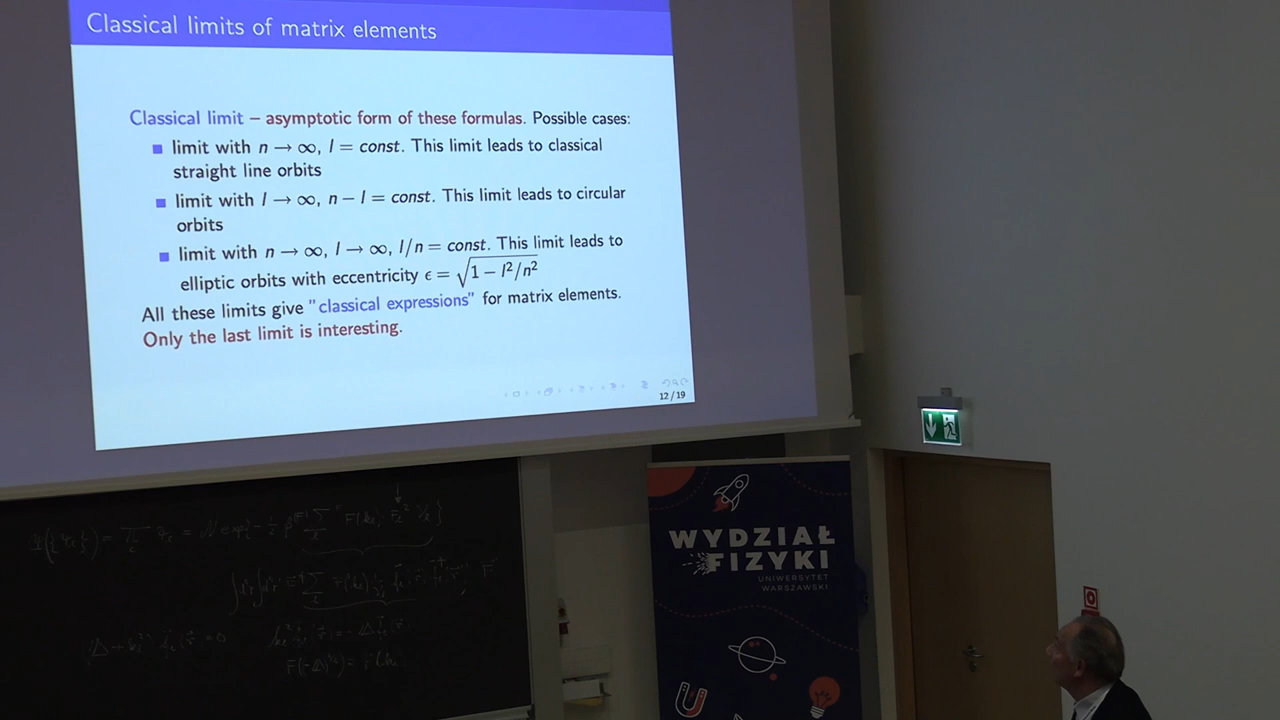 Classical limits of matrix elements
Classical limit – asymptotic form of these formulas. Possible cases:
limit with n → ∞, l = const. This limit leads to classical
straight line orbits
limit with l → ∞, n − l = const. This limit leads to circular
orbits
limit with n → ∞, l → ∞, l/n = const. This limit leads to
elliptic orbits with eccentricity ϵ = √(1 − l²/n²)
All these limits give "classical expressions" for matrix elements.
Only the last limit is interesting.
12/19
WYDZIAŁ
FIZYKI
UNIWERSYTET
WARSZAWSKI